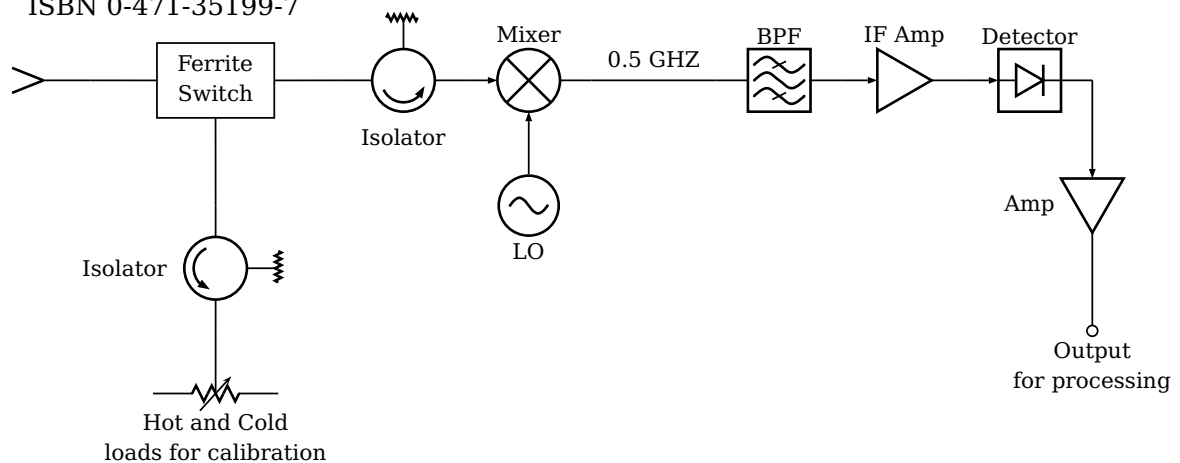 ISBN 0-471-35199-7
Ferrite
Switch
Isolator
Mixer
LO
0.5 GHZ
BPF
IF Amp
Detector
Amp
Output
for processing
Isolator
Hot and Cold
loads for calibration